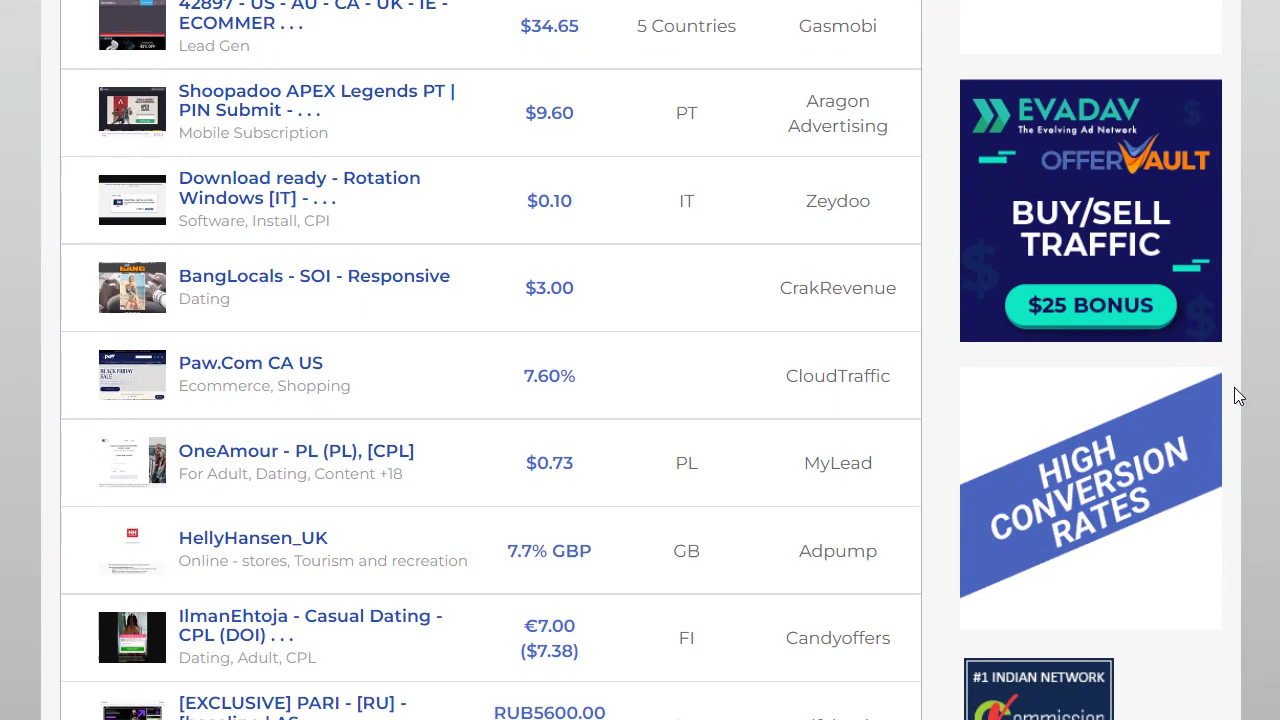 42897 - US - AU - CA - UK - IE -
ECOMMER . . .
Lead Gen
$34.65
5 Countries
Gasmobi
Shoopadoo APEX Legends PT |
PIN Submit - . . .
Mobile Subscription
$9.60
PT
Aragon
Advertising
Download ready - Rotation
Windows [IT] - . . .
Software, Install, CPI
$0.10
IT
Zeydoo
BangLocals - SOI - Responsive
Dating
$3.00
CrakRevenue
Paw.Com CA US
Ecommerce, Shopping
7.60%
CloudTraffic
OneAmour - PL (PL), [CPL]
For Adult, Dating, Content +18
$0.73
PL
MyLead
HellyHansen_UK
Online - stores, Tourism and recreation
7.7% GBP
GB
Adpump
IlmanEhtoja - Casual Dating -
CPL (DOI) . . .
Dating, Adult, CPL
€7.00
($7.38)
FI
Candyoffers
[EXCLUSIVE] PARI - [RU] -
RUB5600.00
EVADAV
The Evolving Ad Network
OFFERVAULT
BUY/SELL
TRAFFIC
$25 BONUS
HIGH
CONVERSION
RATES
#1 INDIAN NETWORK